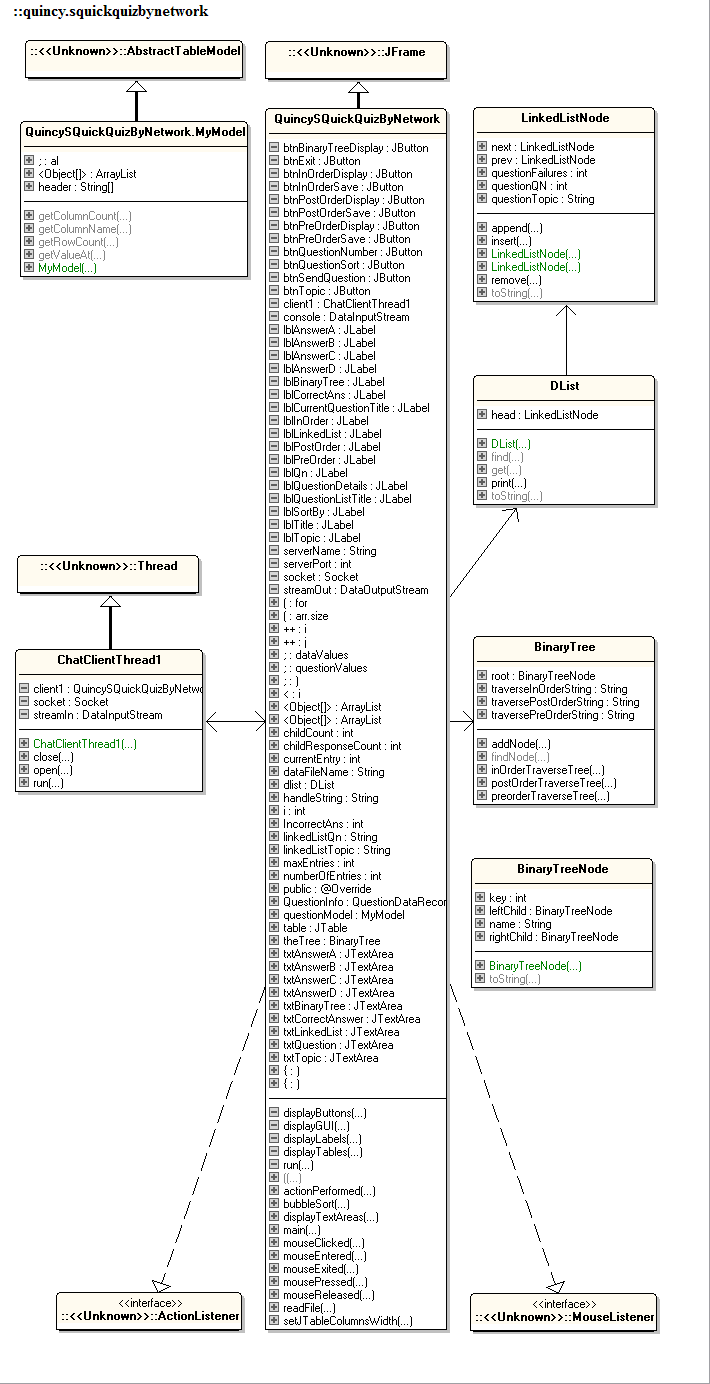 ::quincy.squickquizbynetwork
::<<Unknown>>::AbstractTableModel
QuincySQuickQuizByNetwork.MyModel
; : al
<Object[]> : ArrayList
header : String[]
getColumnCount(...)
getColumnName(...)
getRowCount(...)
getValueAt(...)
MyModel(...)
::<<Unknown>>::Thread
ChatClientThread1
client1 : QuincySQuickQuizByNetwo
socket : Socket
streamIn : DataInputStream
ChatClientThread1(...)
close(...)
open(...)
run(...)
<<interface>>
::<<Unknown>>::ActionListener
::<<Unknown>>::JFrame
QuincySQuickQuizByNetwork
btnBinaryTreeDisplay : JButton
btnExit : JButton
btnInOrderDisplay : JButton
btnInOrderSave : JButton
btnPostOrderDisplay : JButton
btnPostOrderSave : JButton
btnPreOrderDisplay : JButton
btnPreOrderSave : JButton
btnQuestionNumber : JButton
btnQuestionSort : JButton
btnSendQuestion : JButton
btnTopic : JButton
client1 : ChatClientThread1
console : DataInputStream
lblAnswerA : JLabel
lblAnswerB : JLabel
lblAnswerC : JLabel
lblAnswerD : JLabel
lblBinaryTree : JLabel
lblCorrectAns : JLabel
lblCurrentQuestionTitle : JLabel
lblInOrder : JLabel
lblLinkedList : JLabel
lblPostOrder : JLabel
lblPreOrder : JLabel
lblQn : JLabel
lblQuestionDetails : JLabel
lblQuestionListTitle : JLabel
lblSortBy : JLabel
lblTitle : JLabel
lblTopic : JLabel
serverName : String
serverPort : int
socket : Socket
streamOut : DataOutputStream
( : for
( : arr.size
++ : i
++ : j
; : dataValues
; : questionValues
; : )
< : i
<Object[]> : ArrayList
<Object[]> : ArrayList
childCount : int
childResponseCount : int
currentEntry : int
dataFileName : String
dlist : DList
handleString : String
i : int
IncorrectAns : int
linkedListQn : String
linkedListTopic : String
maxEntries : int
numberOfEntries : int
public : @Override
QuestionInfo : QuestionDataRecor
questionModel : MyModel
table : JTable
theTree : BinaryTree
txtAnswerA : JTextArea
txtAnswerB : JTextArea
txtAnswerC : JTextArea
txtAnswerD : JTextArea
txtBinaryTree : JTextArea
txtCorrectAnswer : JTextArea
txtLinkedList : JTextArea
txtQuestion : JTextArea
txtTopic : JTextArea
{ : )
{ : )
displayButtons(...)
displayGUI(...)
displayLabels(...)
displayTables(...)
run(...)
((...)
actionPerformed(...)
bubbleSort(...)
displayTextAreas(...)
main(...)
mouseClicked(...)
mouseEntered(...)
mouseExited(...)
mousePressed(...)
mouseReleased(...)
readFile(...)
setJTableColumnsWidth(...)
LinkedListNode
next : LinkedListNode
prev : LinkedListNode
questionFailures : int
questionQN : int
questionTopic : String
append(...)
insert(...)
LinkedListNode(...)
LinkedListNode(...)
remove(...)
toString(...)
DList
head : LinkedListNode
DList(...)
find(...)
get(...)
print(...)
toString(...)
BinaryTree
root : BinaryTreeNode
traverseInOrderString : String
traversePostOrderString : String
traversePreOrderString : String
addNode(...)
findNode(...)
inOrderTraverseTree(...)
postOrderTraverseTree(...)
preorderTraverseTree(...)
BinaryTreeNode
key : int
leftChild : BinaryTreeNode
name : String
rightChild : BinaryTreeNode
BinaryTreeNode(...)
toString(...)
<<interface>>
::<<Unknown>>::MouseListener